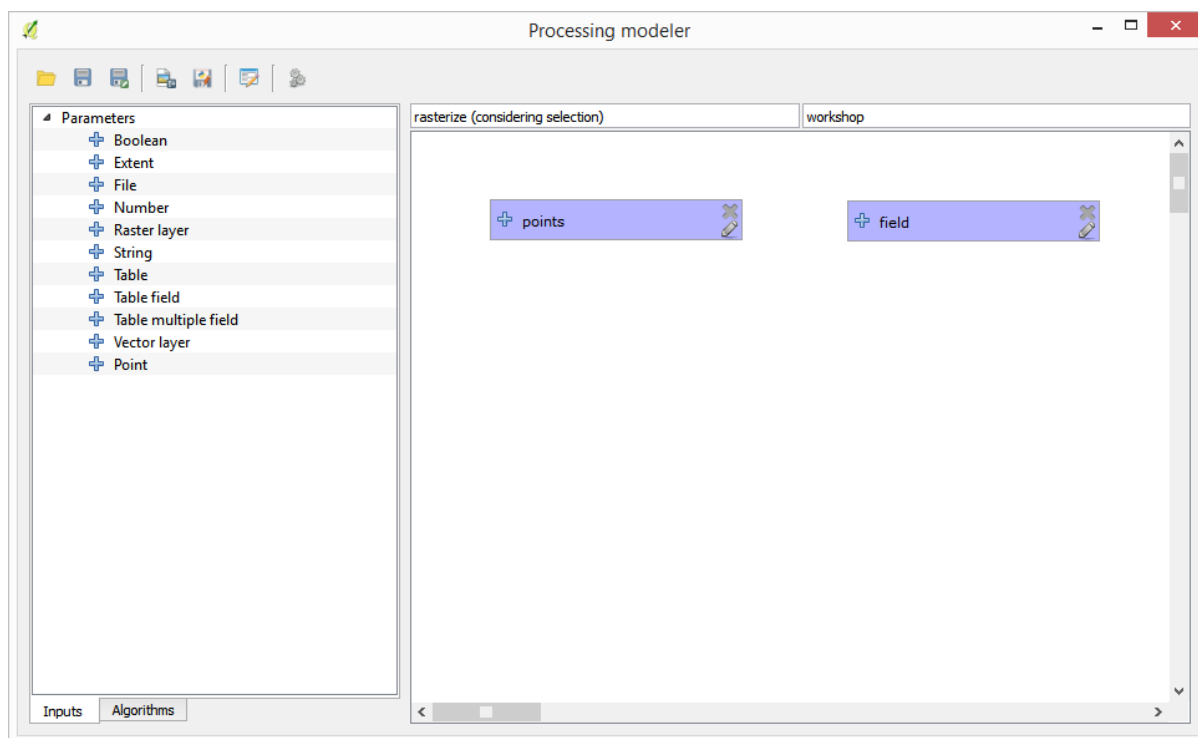 Processing modeler
Parameters
Boolean
Extent
File
Number
Raster layer
String
Table
Table field
Table multiple field
Vector layer
Point
Inputs
Algorithms
rasterize (considering selection)
workshop
points
field